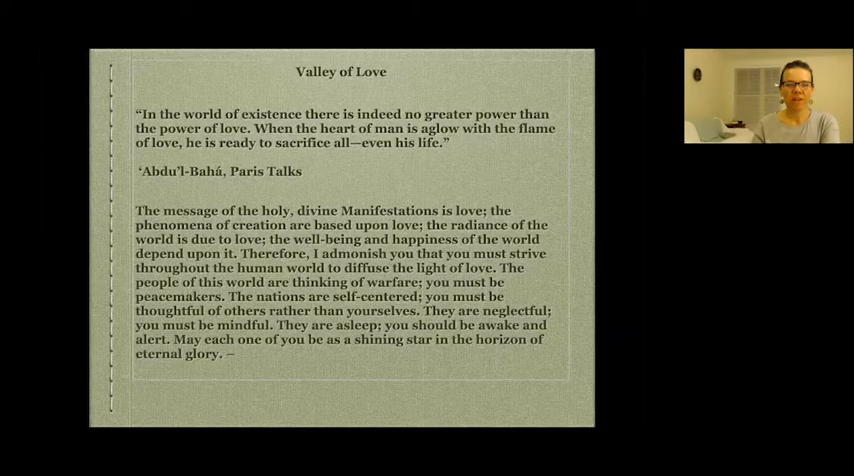 Valley of Love
“In the world of existence there is indeed no greater power than
the power of love. When the heart of man is aglow with the flame
of love, he is ready to sacrifice all—even his life.”
‘Abdu’l-Bahá, Paris Talks
The message of the holy, divine Manifestations is love; the
phenomena of creation are based upon love; the radiance of the
world is due to love; the well-being and happiness of the world
depend upon it. Therefore, I admonish you that you must strive
throughout the human world to diffuse the light of love. The
people of this world are thinking of warfare; you must be
peacemakers. The nations are self-centered; you must be
thoughtful of others rather than yourselves. They are neglectful;
you must be mindful. They are asleep; you should be awake and
alert. May each one of you be as a shining star in the horizon of
eternal glory. –